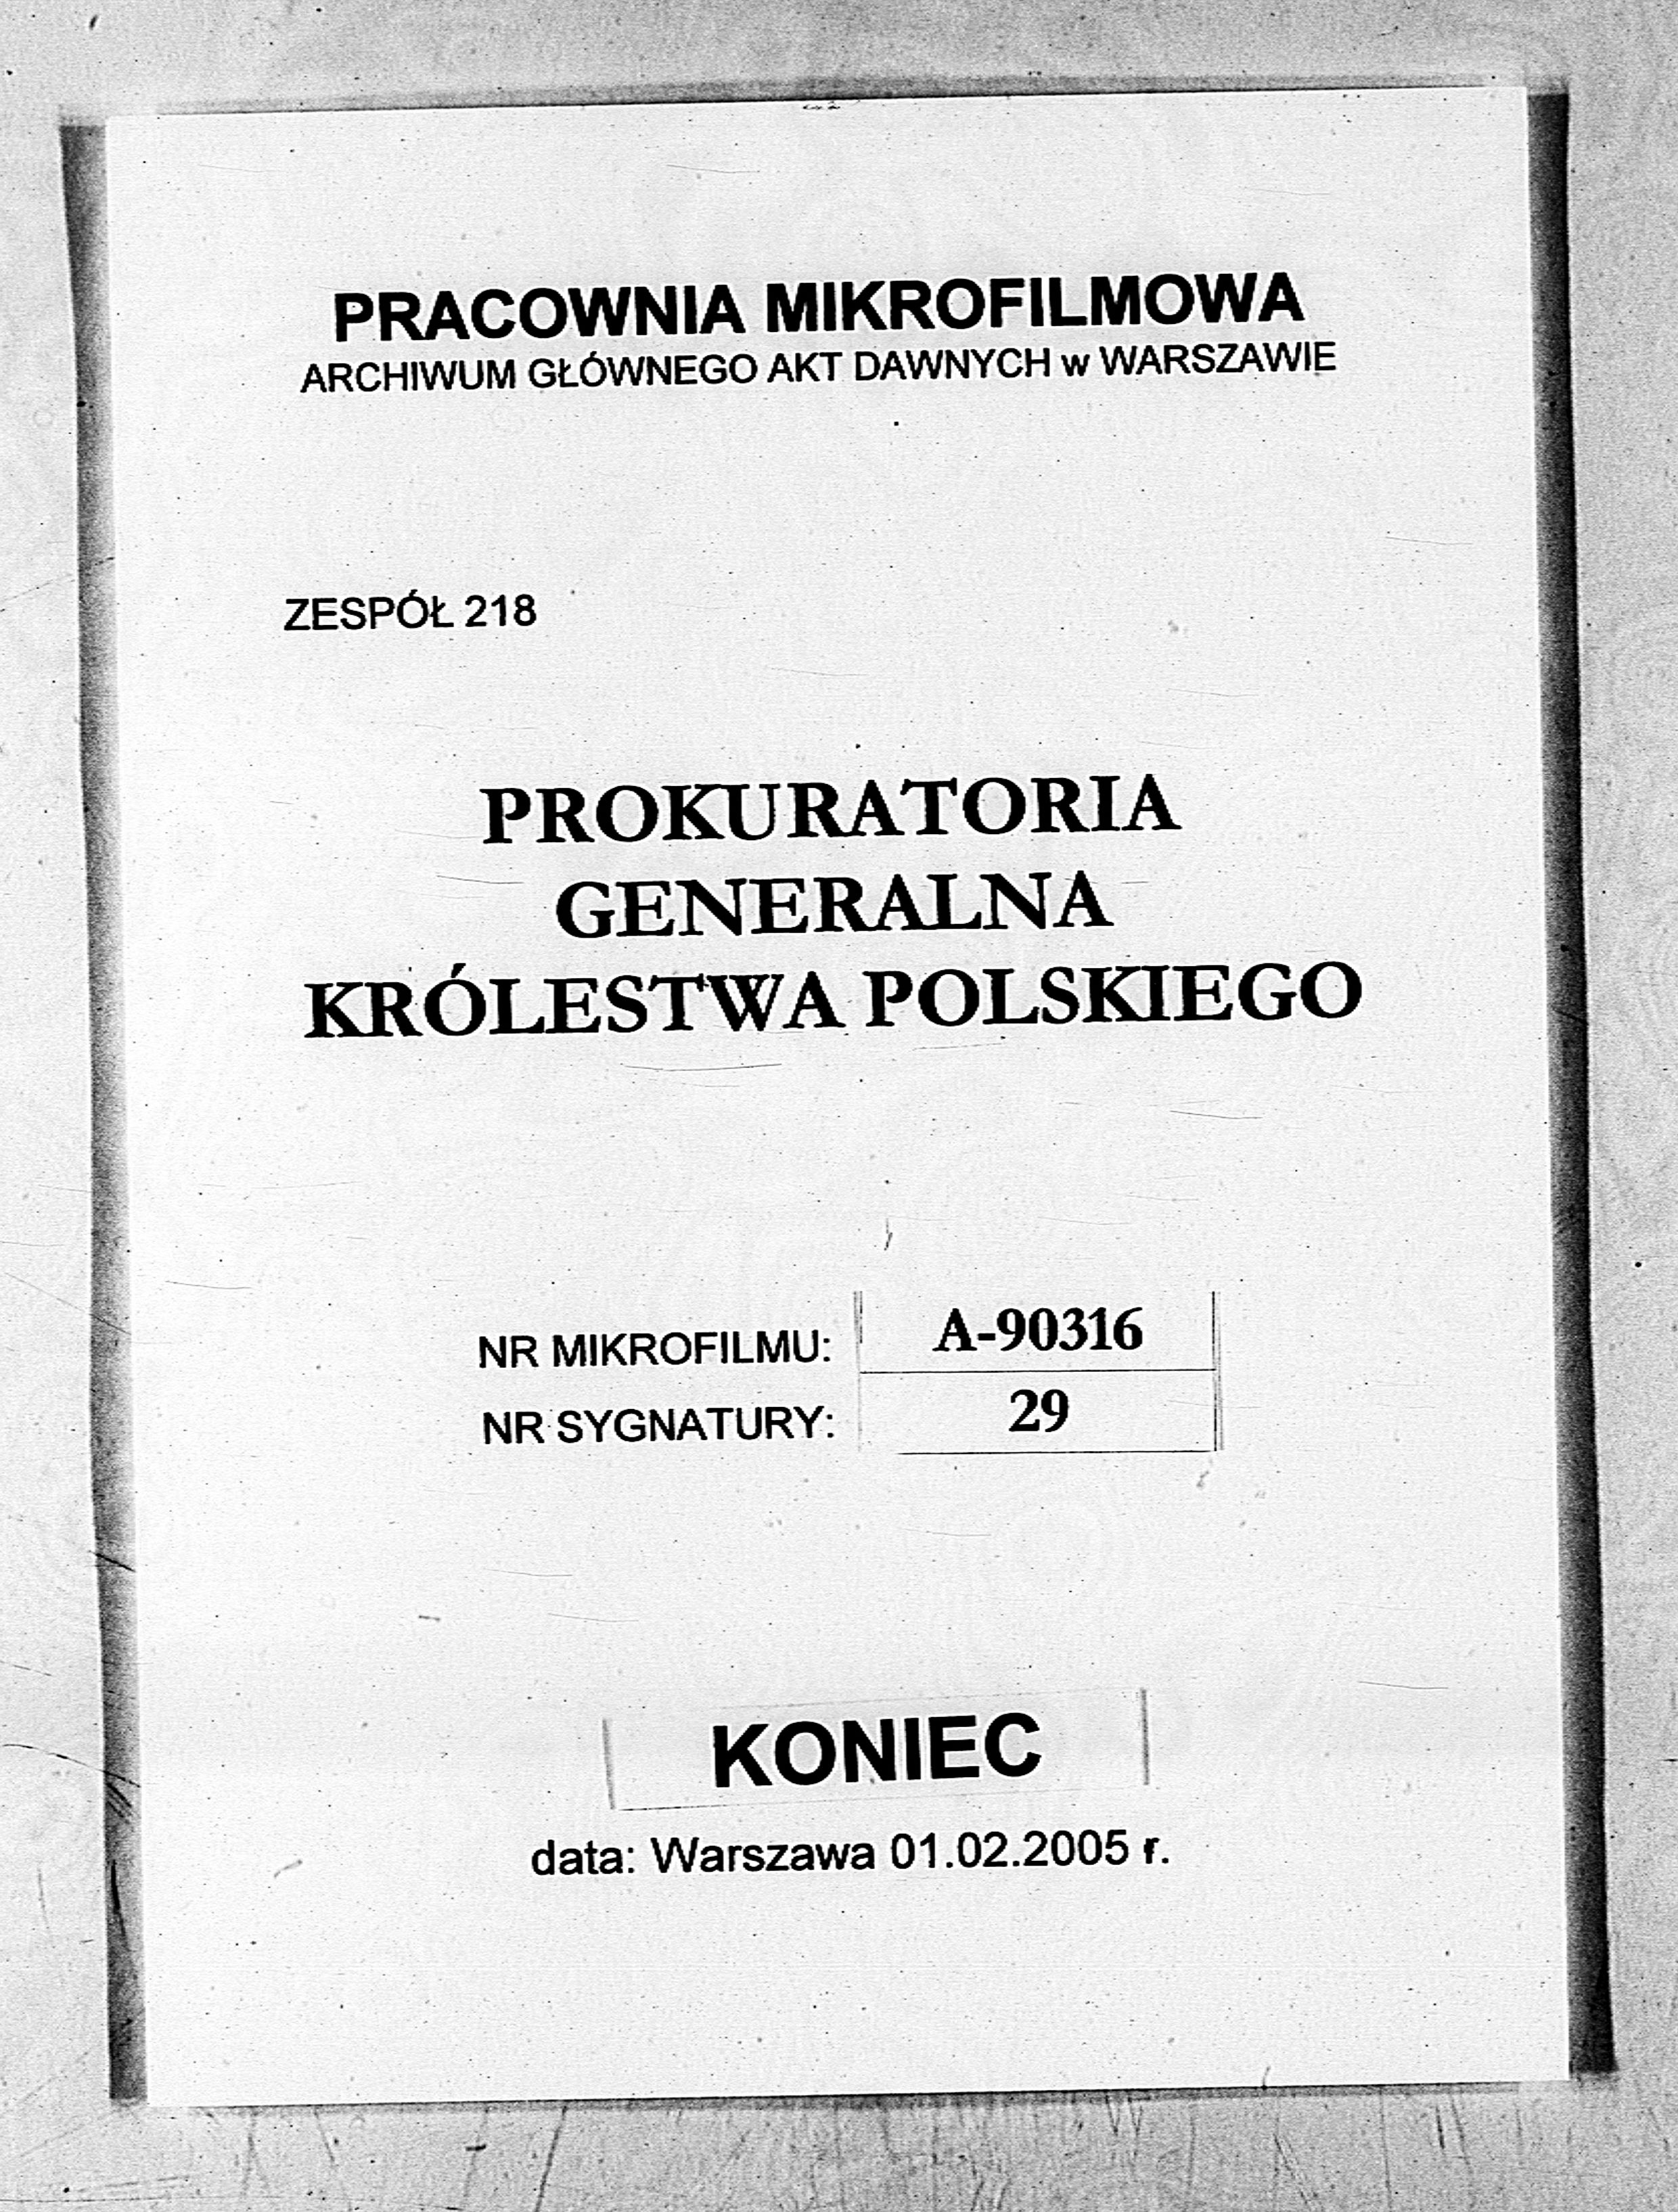 PRACOWNIA MIKROFILMOWA
ARCHIWUM GŁÓWNEGO AKT DAWNYCH w WARSZAWIE
ZESPÓŁ 218
PROKURATORIA
GENERALNA
KRÓLESTWA POLSKIEGO
NR MIKROFILMU: A-90316
NR SYGNATURY: 29
KONIEC
data: Warszawa 01.02.2005 r.